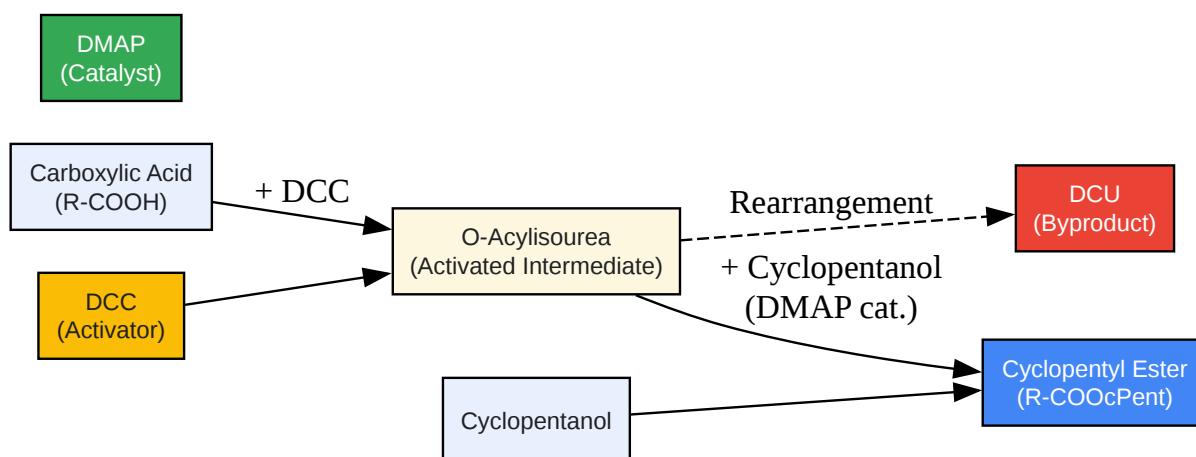 DMAP
(Catalyst)
Carboxylic Acid
(R-COOH)
+ DCC
DCC
(Activator)
O-Acylisourea
(Activated Intermediate)
Rearrangement
+ Cyclopentanol
(DMAP cat.)
DCU
(Byproduct)
Cyclopentanol
Cyclopentyl Ester
(R-COOcPent)